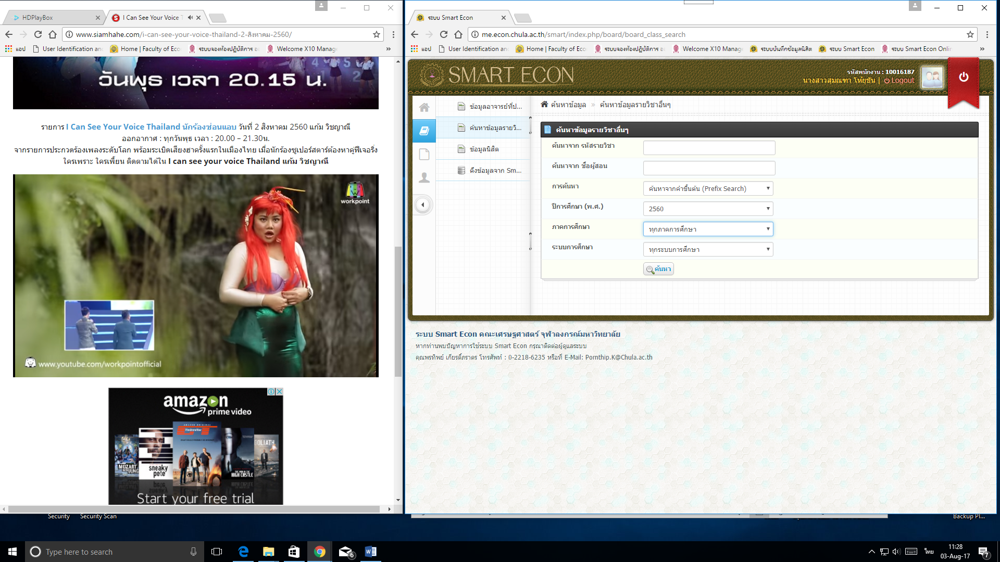 HDPlayBox
I Can See Your Voice T
www.siamhahe.com/i-can-see-your-voice-thailand-2-สิงหาคม-2560/
แอป
User Identification an
Home | Faculty of Eco
ระบบจองห้องปฏิบัติการ อ
Welcome X10 Manag
»
วันพุธ เวลา 20.15 น.
รายการ I Can See Your Voice Thailand นักร้องซ่อนแอบ วันที่ 2 สิงหาคม 2560 แก้ม วิชญาณี
ออกอากาศ : ทุกวันพุธ เวลา : 20.00 – 21.30น.
จากรายการประกวดร้องเพลงระดับโลก พร้อมระเบิดเสียงฮาครั้งแรกในเมืองไทย เมื่อนักร้องซูเปอร์สตาร์ต้องหาคู่ฟีเจอริ่ง
ใครเพราะ ใครเพี้ยน ติดตามได้ใน I can see your voice Thailand แก้ม วิชญาณี
workpoint
www.youtube.com/workpointofficial
amazon
prime video
MOZART IN THE JUNGLE
sneaky pete
THE MAN IN THE HIGH CASTLE
GOLIATH
Start your free trial
Security
Security Scan
ระบบ Smart Econ
me.econ.chula.ac.th/smart/index.php/board/board_class_search
แอป
User Identification an
Home | Faculty of Eco
ระบบจองห้องปฏิบัติการ อ
Welcome X10 Manag
ระบบบันทึกข้อมูลนิสิต
ระบบ Smart Econ
ระบบ Smart Econ Onlin
»
SMART ECON
รหัสพนักงาน : 10016187
นางสาวสุมณฑา โห้ยุขัน | Logout
ข้อมูลอาจารย์ที่ป...
ค้นหาข้อมูลรายวิ...
ข้อมูลนิสิต
ดึงข้อมูลจาก Sm...
ค้นหาข้อมูล » ค้นหาข้อมูลรายวิชาอื่นๆ
ค้นหาข้อมูลรายวิชาอื่นๆ
ค้นหาจาก รหัสรายวิชา
ค้นหาจาก ชื่อผู้สอน
การค้นหา ค้นหาจากคำขึ้นต้น (Prefix Search)
ปีการศึกษา (พ.ศ.) 2560
ภาคการศึกษา ทุกภาคการศึกษา
ระบบการศึกษา ทุกระบบการศึกษา
ค้นหา
ระบบ Smart Econ คณะเศรษฐศาสตร์ จุฬาลงกรณ์มหาวิทยาลัย
หากท่านพบปัญหาการใช้ระบบ Smart Econ กรุณาติดต่อผู้ดูแลระบบ
คุณพรทิพย์ เกียรติ์ภราดร โทรศัพท์ : 0-2218-6235 หรือที่ E-Mail: Pornthip.K@Chula.ac.th
Backup Pl...
Type here to search
6
ไทย
11:28
03-Aug-17
7